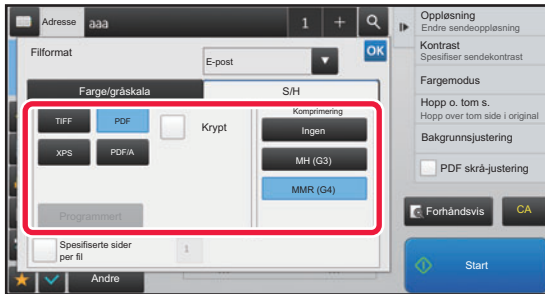 Adresse aaa 1 +
Filformat
E-post
OK
Farge/gråskala
S/H
TIFF
PDF
Krypt
XPS
PDF/A
Programmert
Komprimering
Ingen
MH (G3)
MMR (G4)
Spesifiserte sider
per fil
1
Andre
Oppløsning
Endre sendeoppløsning
Kontrast
Spesifiser sendekontrast
Fargemodus
Hopp o. tom s.
Hopp over tom side i original
Bakgrunnsjustering
PDF skrå-justering
Forhåndsvis
CA
Start